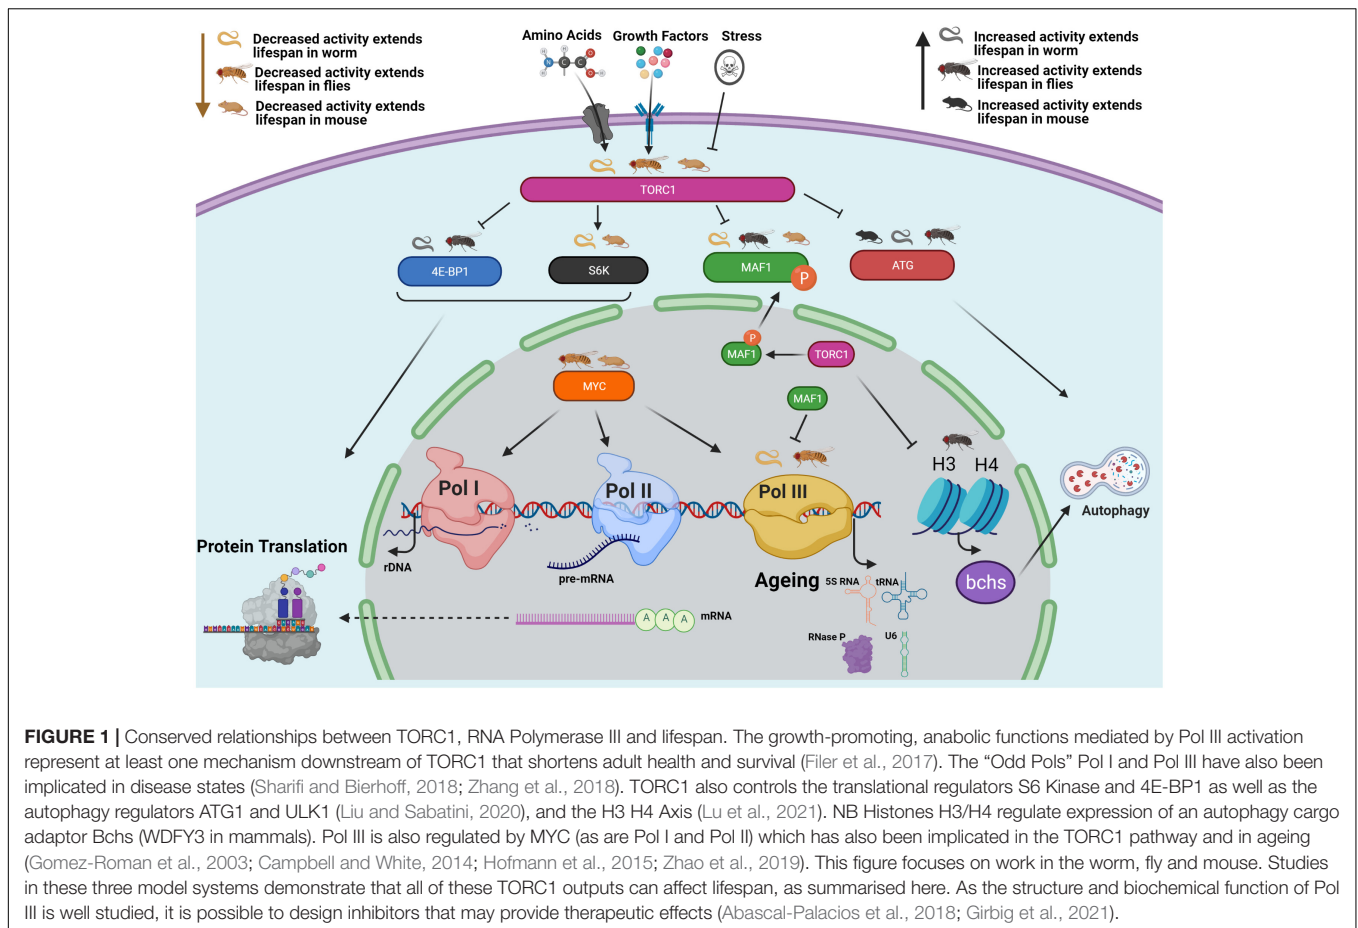 Decreased activity extends
lifespan in worm
Decreased activity extends
lifespan in flies
Decreased activity extends
lifespan in mouse
Amino Acids
Growth Factors
Stress
Increased activity extends
lifespan in worm
Increased activity extends
lifespan in flies
Increased activity extends
lifespan in mouse
H
H
O
N
C
C
H
O
H
TORC1
4E-BP1
S6K
MAF1
P
ATG
P
MAF1
TORC1
MYC
MAF1
H3 H4
Pol I
Pol II
Pol III
Autophagy
Protein Translation
rDNA
pre-mRNA
Ageing
5S RNA
tRNA
bchs
A A A
mRNA
RNase P
U6
FIGURE 1 | Conserved relationships between TORC1, RNA Polymerase III and lifespan. The growth-promoting, anabolic functions mediated by Pol III activation
represent at least one mechanism downstream of TORC1 that shortens adult health and survival (Filer et al., 2017). The “Odd Pols” Pol I and Pol III have also been
implicated in disease states (Sharifi and Bierhoff, 2018; Zhang et al., 2018). TORC1 also controls the translational regulators S6 Kinase and 4E-BP1 as well as the
autophagy regulators ATG1 and ULK1 (Liu and Sabatini, 2020), and the H3 H4 Axis (Lu et al., 2021). NB Histones H3/H4 regulate expression of an autophagy cargo
adaptor Bchs (WDFY3 in mammals). Pol III is also regulated by MYC (as are Pol I and Pol II) which has also been implicated in the TORC1 pathway and in ageing
(Gomez-Roman et al., 2003; Campbell and White, 2014; Hofmann et al., 2015; Zhao et al., 2019). This figure focuses on work in the worm, fly and mouse. Studies
in these three model systems demonstrate that all of these TORC1 outputs can affect lifespan, as summarised here. As the structure and biochemical function of Pol
III is well studied, it is possible to design inhibitors that may provide therapeutic effects (Abascal-Palacios et al., 2018; Girbig et al., 2021).